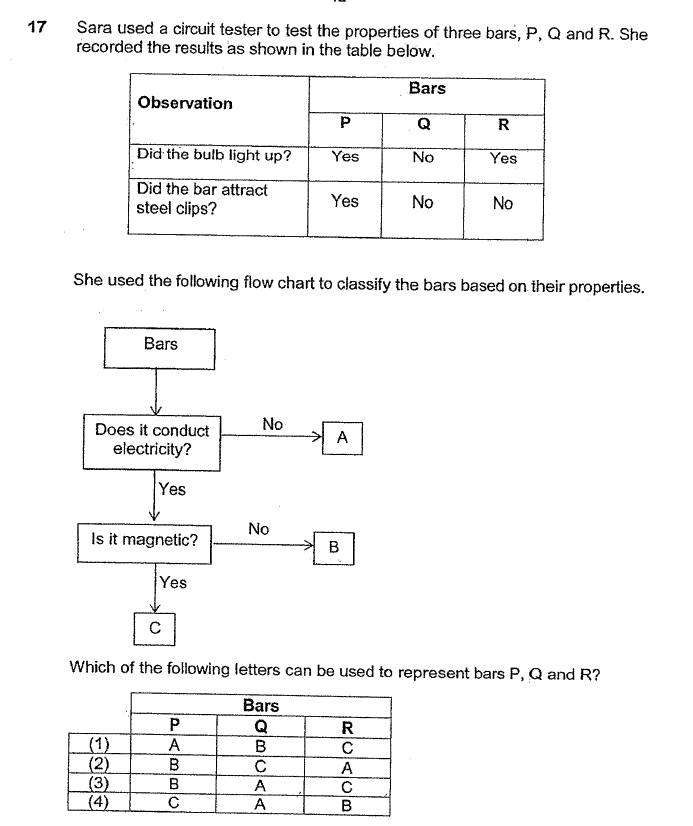 17 Sara used a circuit tester to test the properties of three bars, P, Q and R. She
recorded the results as shown in the table below.
Observation Bars
P Q R
Did the bulb light up? Yes No Yes
Did the bar attract
steel clips? Yes No No
She used the following flow chart to classify the bars based on their properties.
Bars
Does it conduct
electricity?
No
A
Yes
Is it magnetic?
No
B
Yes
C
Which of the following letters can be used to represent bars P, Q and R?
Bars
P Q R
(1) A B C
(2) B C A
(3) B A C
(4) C A B